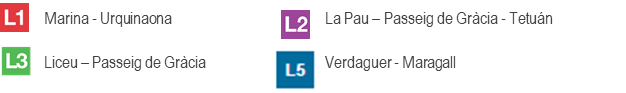 L1 Marina - Urquinaona
L2 La Pau – Passeig de Gràcia - Tetuán
L3 Liceu – Passeig de Gràcia
L5 Verdaguer - Maragall